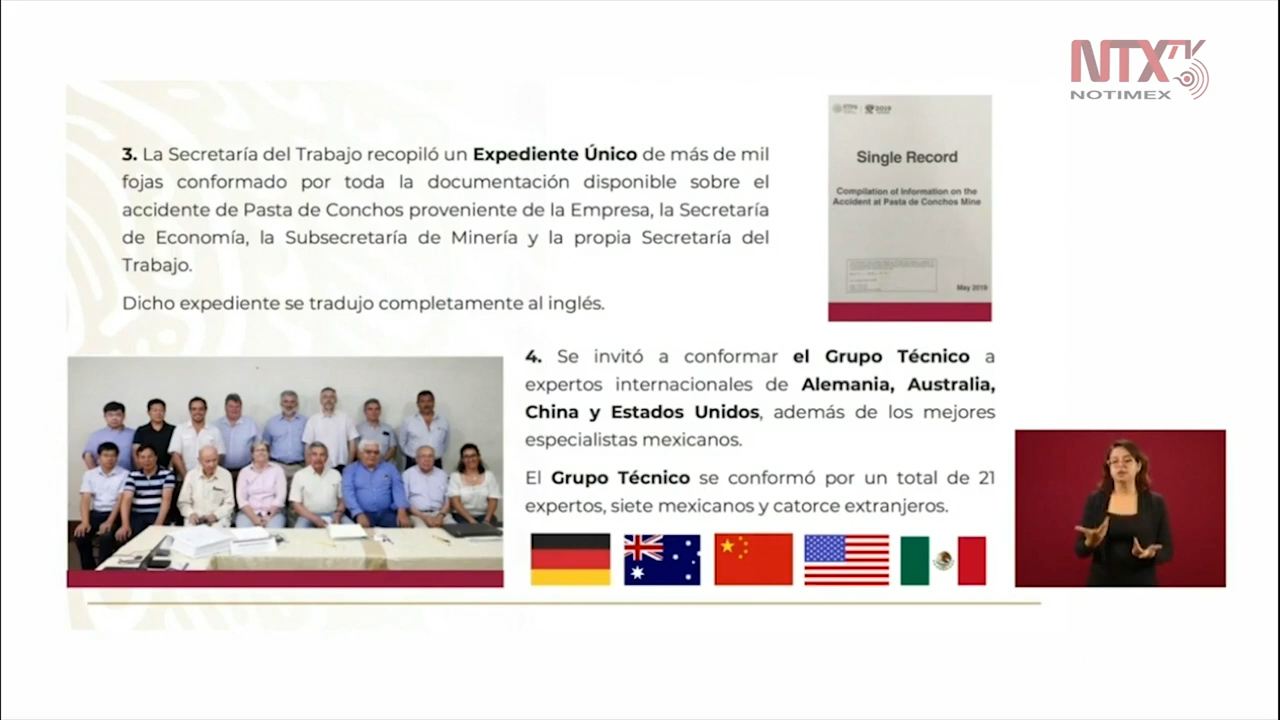 NTX
NOTIMEX
3. La Secretaría del Trabajo recopiló un Expediente Único de más de mil
fojas conformado por toda la documentación disponible sobre el
accidente de Pasta de Conchos proveniente de la Empresa, la Secretaría
de Economía, la Subsecretaría de Minería y la propia Secretaría del
Trabajo.
Dicho expediente se tradujo completamente al inglés.
STPS
2019
Single Record
Compilation of Information on the
Accident at Pasta de Conchos Mine
May 2019
4. Se invitó a conformar el Grupo Técnico a
expertos internacionales de Alemania, Australia,
China y Estados Unidos, además de los mejores
especialistas mexicanos.
El Grupo Técnico se conformó por un total de 21
expertos, siete mexicanos y catorce extranjeros.